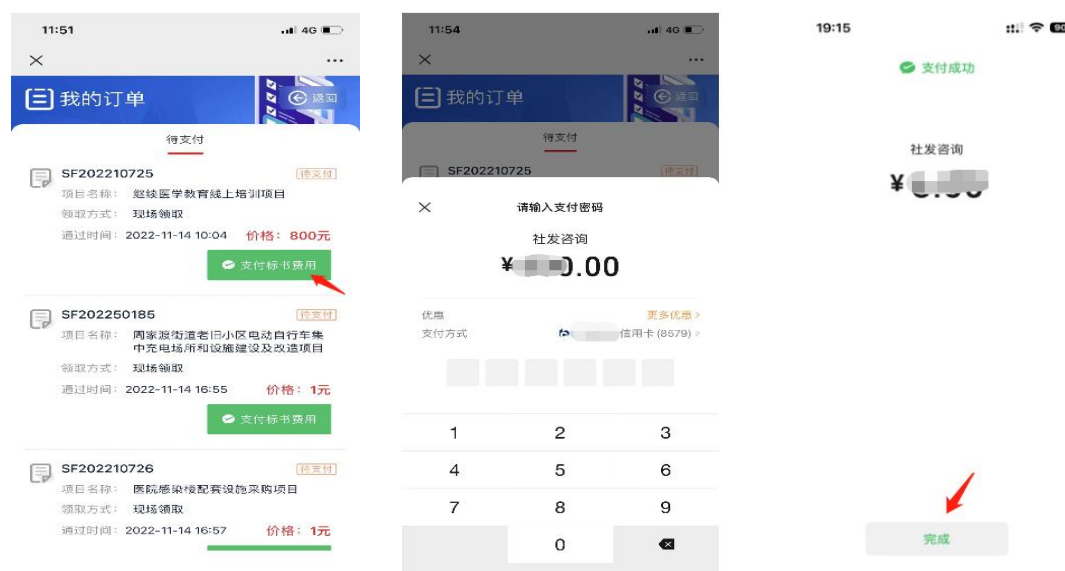 11:51
4G
我的订单
返回
待支付
SF202210725
待支付
项目名称： 继续医学教育线上培训项目
领取方式： 现场领取
通过时间： 2022-11-14 10:04 价格：800元
支付标书费用
SF202250185
待支付
项目名称： 周家渡街道老旧小区电动自行车集
中充电场所和设施建设及改造项目
领取方式： 现场领取
通过时间： 2022-11-14 16:55 价格：1元
支付标书费用
SF202210726
待支付
项目名称： 医院感染楼配套设施采购项目
领取方式： 现场领取
通过时间： 2022-11-14 16:57 价格：1元
11:54
4G
我的订单
返回
待支付
SF202210725
待支付
请输入支付密码
社发咨询
¥ 0.00
优惠 更多优惠 >
支付方式 信用卡(8579) >
1 2 3
4 5 6
7 8 9
0
19:15
支付成功
社发咨询
¥
完成